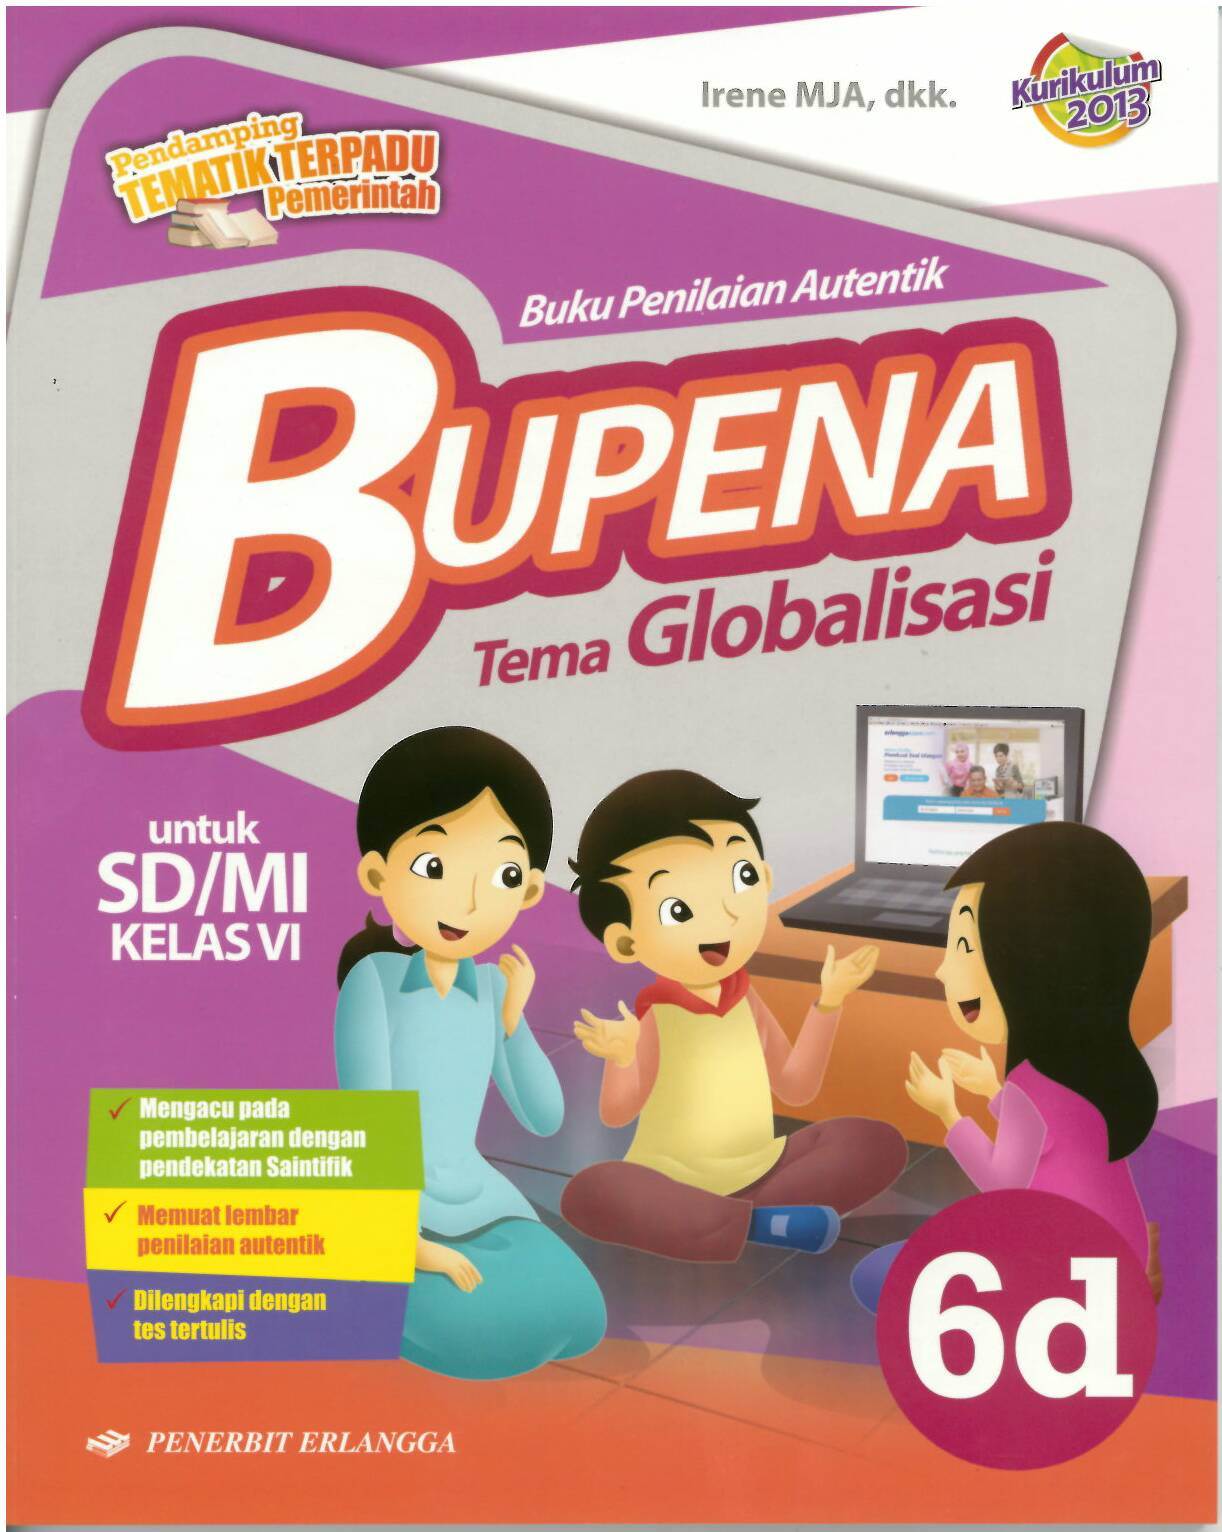 Irene MJA, dkk.
Kurikulum
2013
Pendamping
TEMATIK TERPADU
Pemerintah
Buku Penilaian Autentik
BUPENA
Tema Globalisasi
untuk
SD/MI
KELAS VI
✓ Mengacu pada
pembelajaran dengan
pendekatan Saintifik
✓ Memuat lembar
penilaian autentik
✓ Dilengkapi dengan
tes tertulis
6d
PENERBIT ERLANGGA